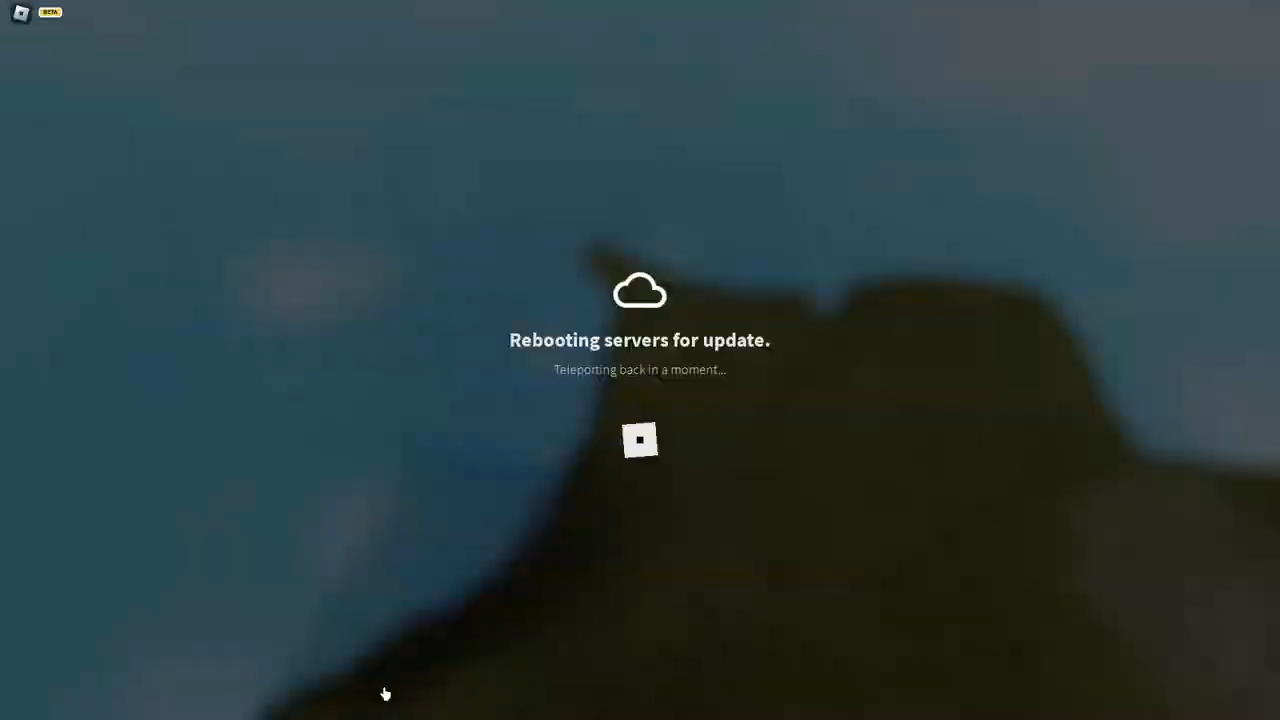 BETA
Rebooting servers for update.
Teleporting back in a moment...